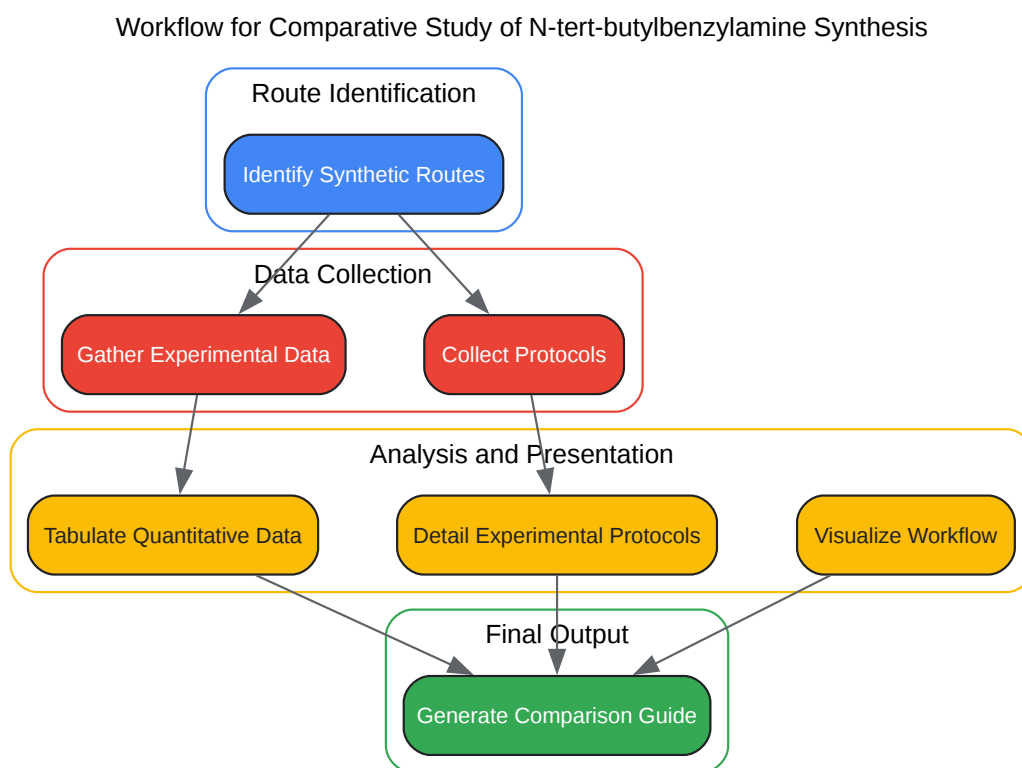 Workflow for Comparative Study of N-tert-butylbenzylamine Synthesis
Route Identification
Identify Synthetic Routes
Data Collection
Gather Experimental Data
Collect Protocols
Analysis and Presentation
Tabulate Quantitative Data
Detail Experimental Protocols
Visualize Workflow
Final Output
Generate Comparison Guide